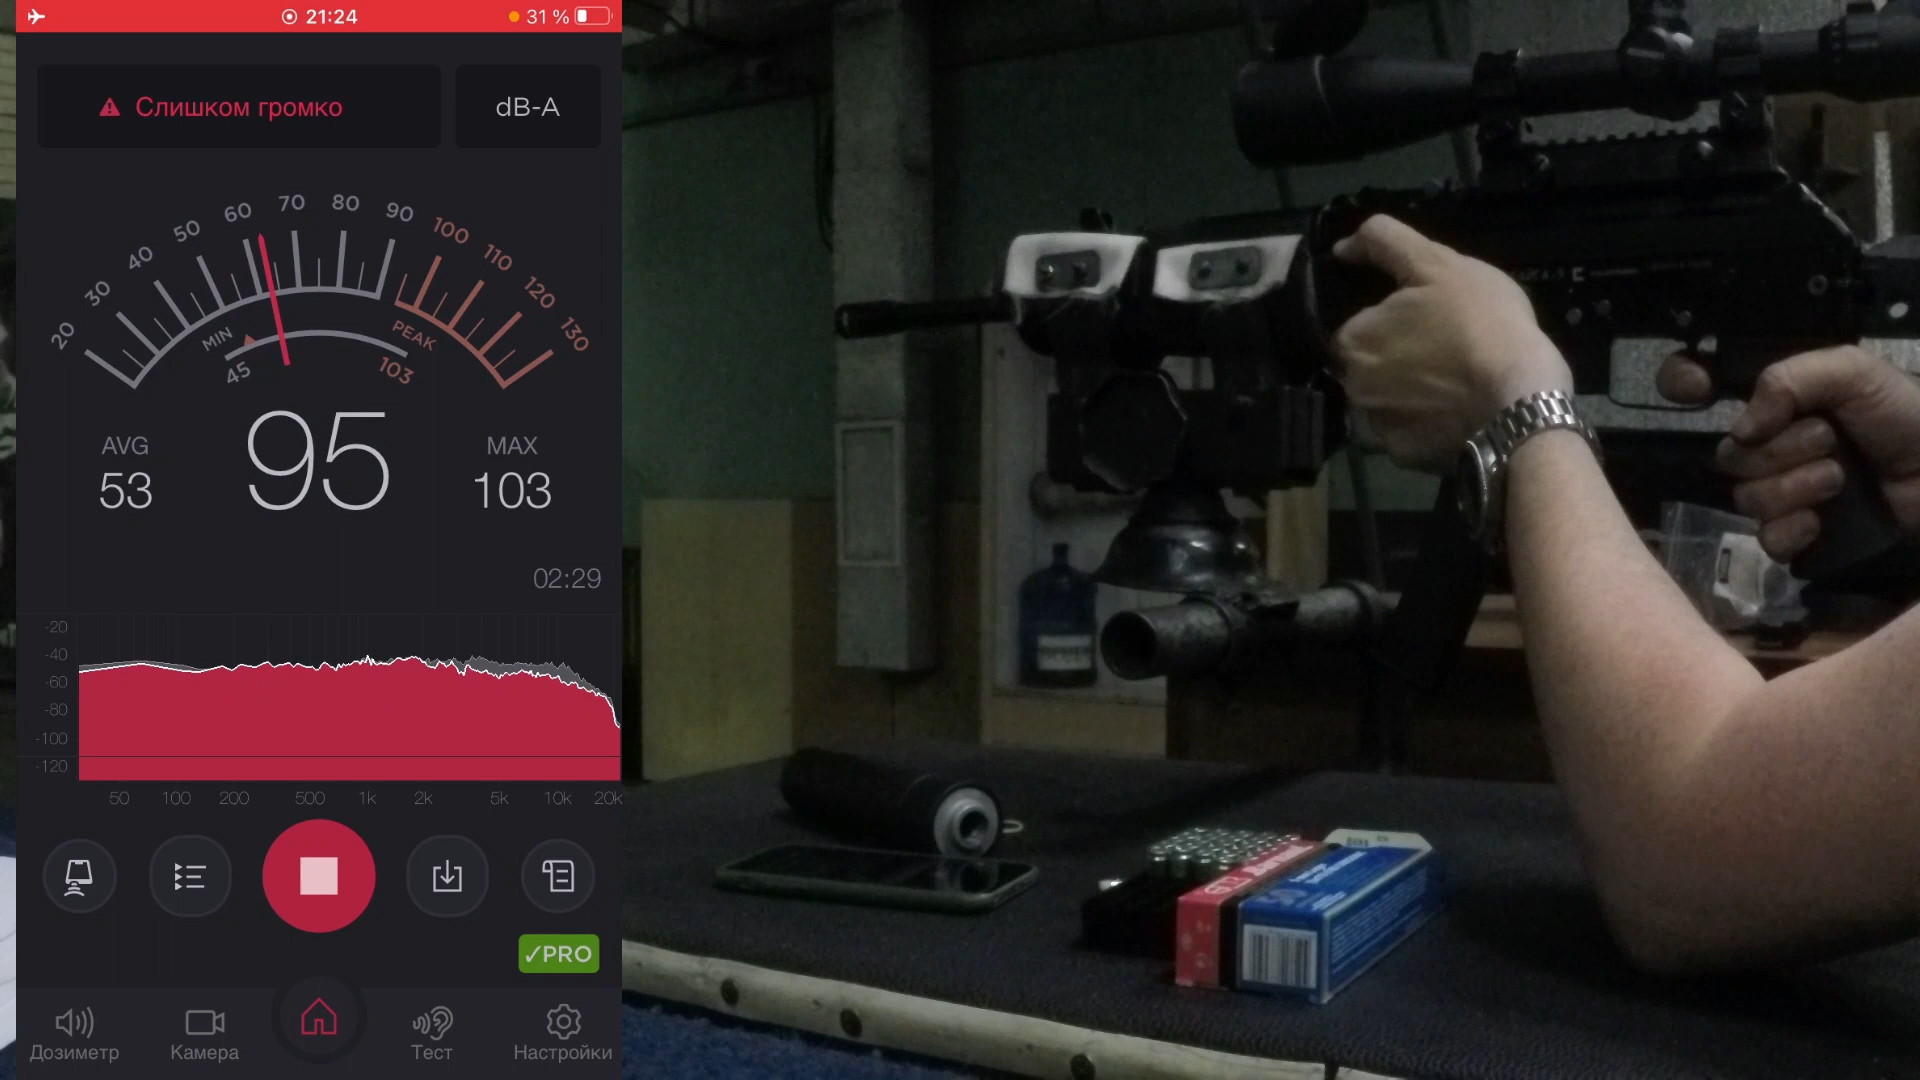 21:24
31 %
Слишком громко
dB-A
20 30 40 50 60 70 80 90 100 110 120 130
MIN
PEAK
45
103
AVG
53
95
MAX
103
02:29
-20
-40
-60
-80
-100
-120
50 100 200 500 1k 2k 5k 10k 20k
✓PRO
Дозиметр
Камера
Тест
Настройки